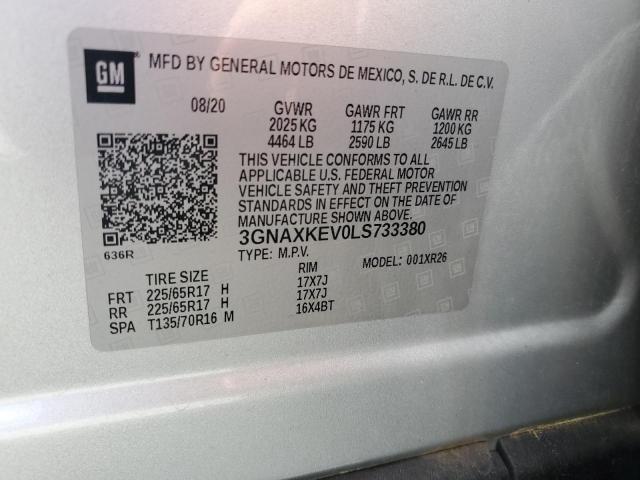 GM
MFD BY GENERAL MOTORS DE MEXICO, S. DE R.L. DE C.V.
08/20 GVWR GAWR FRT GAWR RR
2025 KG 1175 KG 1200 KG
4464 LB 2590 LB 2645 LB
THIS VEHICLE CONFORMS TO ALL
APPLICABLE U.S. FEDERAL MOTOR
VEHICLE SAFETY AND THEFT PREVENTION
STANDARDS IN EFFECT ON THE DATE OF
MANUFACTURE SHOWN ABOVE.
3GNAXKEV0LS733380
636R
TYPE: M.P.V. MODEL: 001XR26
TIRE SIZE RIM
FRT 225/65R17 H 17X7J
RR 225/65R17 H 17X7J
SPA T135/70R16 M 16X4BT